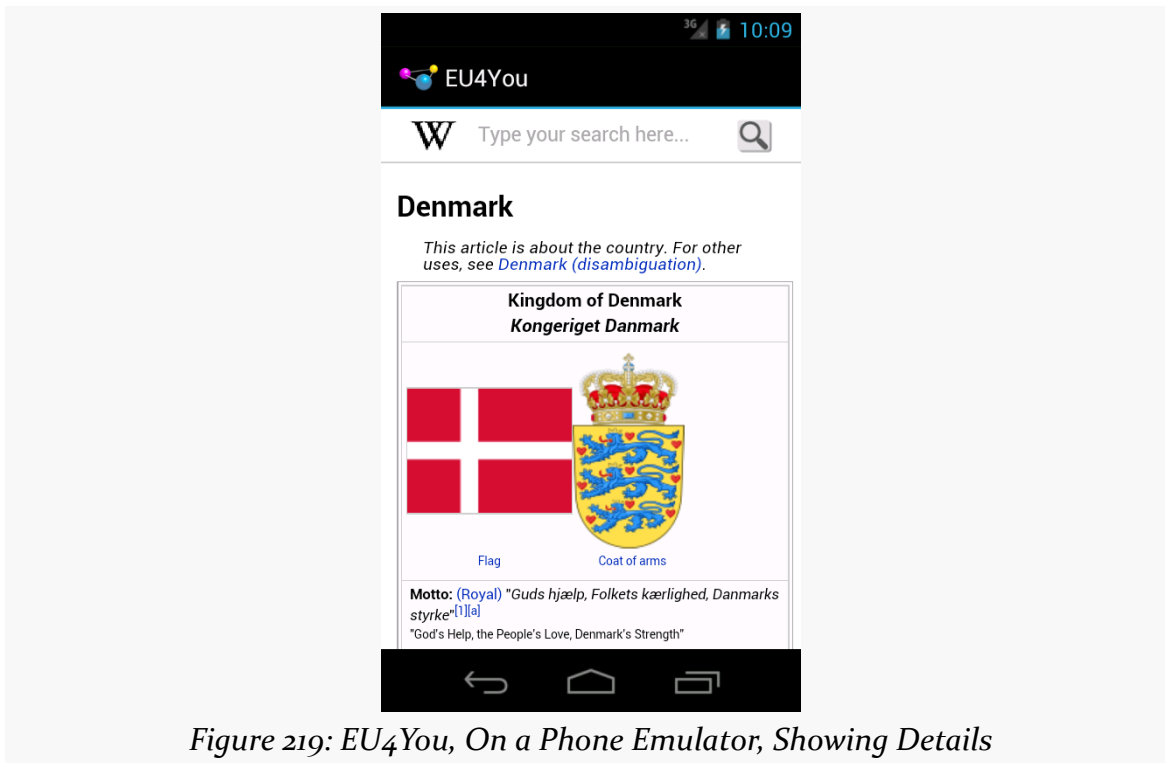 3G 10:09
EU4You
W Type your search here...
Denmark
This article is about the country. For other
uses, see Denmark (disambiguation).
Kingdom of Denmark
Kongeriget Danmark
Flag Coat of arms
Motto: (Royal) "Guds hjælp, Folkets kærlighed, Danmarks
styrke"[1][a]
"God's Help, the People's Love, Denmark's Strength"
Figure 219: EU4You, On a Phone Emulator, Showing Details